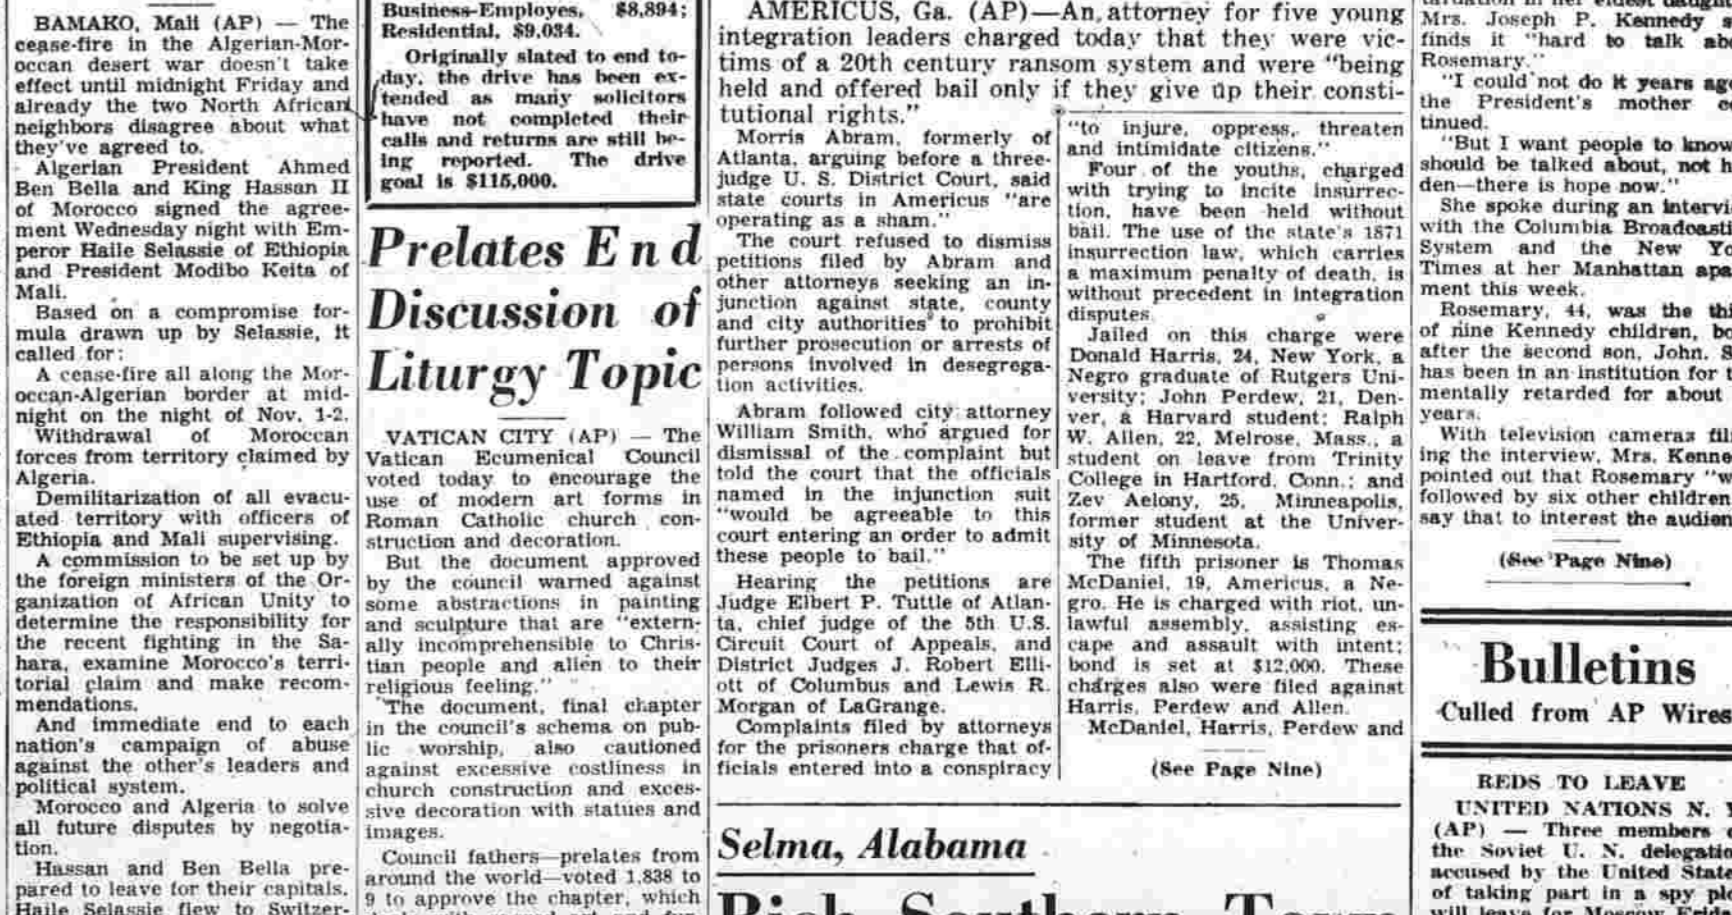 BAMAKO, Mali (AP) — The
cease-fire in the Algerian-Mor-
occan desert war doesn't take
effect until midnight Friday and
already the two North African
neighbors disagree about what
they've agreed to.
Algerian President Ahmed
Ben Bella and King Hassan II
of Morocco signed the agree-
ment Wednesday night with Em-
peror Haile Selassie of Ethiopia
and President Modibo Keita of
Mali.
Based on a compromise for-
mula drawn up by Selassie, it
called for:
A cease-fire all along the Mor-
occan-Algerian border at mid-
night on the night of Nov. 1-2.
Withdrawal of Moroccan
forces from territory claimed by
Algeria.
Demilitarization of all evacu-
ated territory with officers of
Ethiopia and Mali supervising.
A commission to be set up by
the foreign ministers of the Or-
ganization of African Unity to
determine the responsibility for
the recent fighting in the Sa-
hara, examine Morocco's terri-
torial claim and make recom-
mendations.
And immediate end to each
nation's campaign of abuse
against the other's leaders and
political system.
Morocco and Algeria to solve
all future disputes by negotia-
tion.
Hassan and Ben Bella pre-
pared to leave for their capitals.
Haile Selassie flew to Switzer-
Business-Employes, $8,894;
Residential, $9,034.
Originally slated to end to-
day, the drive has been ex-
tended as many solicitors
have not completed their
calls and returns are still be-
ing reported. The drive
goal is $115,000.
Prelates End
Discussion of
Liturgy Topic
VATICAN CITY (AP) — The
Vatican Ecumenical Council
voted today to encourage the
use of modern art forms in
Roman Catholic church con-
struction and decoration.
But the document approved
by the council warned against
some abstractions in painting
and sculpture that are "extern-
ally incomprehensible to Chris-
tian people and alien to their
religious feeling."
The document, final chapter
in the council's schema on pub-
lic worship, also cautioned
against excessive costliness in
church construction and exces-
sive decoration with statues and
images.
Council fathers—prelates from
around the world—voted 1,838 to
9 to approve the chapter, which
AMERICUS, Ga. (AP)—An attorney for five young
integration leaders charged today that they were vic-
tims of a 20th century ransom system and were "being
held and offered bail only if they give up their consti-
tutional rights."
Morris Abram, formerly of
Atlanta, arguing before a three-
judge U. S. District Court, said
state courts in Americus "are
operating as a sham."
The court refused to dismiss
petitions filed by Abram and
other attorneys seeking an in-
junction against state, county
and city authorities to prohibit
further prosecution or arrests of
persons involved in desegrega-
tion activities.
Abram followed city attorney
William Smith, who argued for
dismissal of the complaint but
told the court that the officials
named in the injunction suit
"would be agreeable to this
court entering an order to admit
these people to bail."
Hearing the petitions are
Judge Elbert P. Tuttle of Atlan-
ta, chief judge of the 5th U.S.
Circuit Court of Appeals, and
District Judges J. Robert Elli-
ott of Columbus and Lewis R.
Morgan of LaGrange.
Complaints filed by attorneys
for the prisoners charge that of-
ficials entered into a conspiracy
"to injure, oppress, threaten
and intimidate citizens."
Four of the youths, charged
with trying to incite insurrec-
tion, have been held without
bail. The use of the state's 1871
insurrection law, which carries
a maximum penalty of death, is
without precedent in integration
disputes.
Jailed on this charge were
Donald Harris, 24, New York, a
Negro graduate of Rutgers Uni-
versity; John Perdew, 21, Den-
ver, a Harvard student; Ralph
W. Allen, 22, Melrose, Mass., a
student on leave from Trinity
College in Hartford, Conn.; and
Zev Aelony, 25, Minneapolis,
former student at the Univer-
sity of Minnesota.
The fifth prisoner is Thomas
McDaniel, 19, Americus, a Ne-
gro. He is charged with riot, un-
lawful assembly, assisting es-
cape and assault with intent;
bond is set at $12,000. These
charges also were filed against
Harris, Perdew and Allen.
McDaniel, Harris, Perdew and
(See Page Nine)
Selma, Alabama
Rich Southern Town
Mrs. Joseph P. Kennedy
finds it "hard to talk
Rosemary."
"I could not do it years
the President's mother
tinued.
"But I want people to know
should be talked about, not
den—there is hope now."
She spoke during an
with the Columbia
System and the New
Times at her Manhattan
ment this week.
Rosemary, 44, was the
of nine Kennedy children,
after the second son, John.
has been in an institution for
mentally retarded for about
years.
With television cameras
ing the interview, Mrs.
pointed out that Rosemary
followed by six other children
say that to interest the
(See Page Nine)
Bulletins
Culled from AP Wires
REDS TO LEAVE
UNITED NATIONS N.
(AP) — Three members
the Soviet U. N.
accused by the United
of taking part in a spy
will leave for